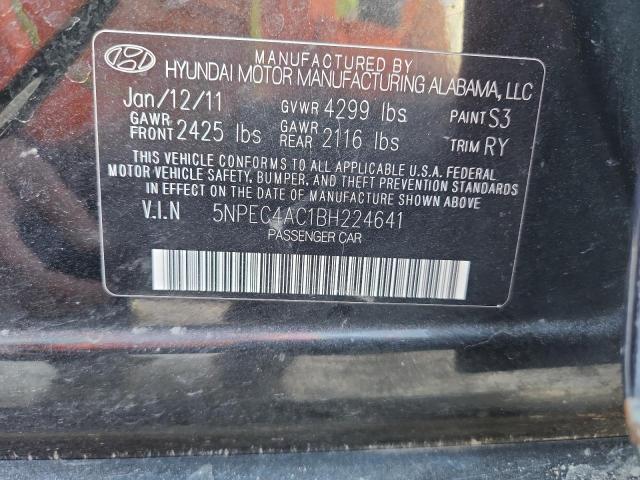 MANUFACTURED BY
HYUNDAI MOTOR MANUFACTURING ALABAMA, LLC
Jan/12/11 GVWR 4299 lbs PAINT S3
GAWR FRONT 2425 lbs GAWR REAR 2116 lbs TRIM RY
THIS VEHICLE CONFORMS TO ALL APPLICABLE U.S.A. FEDERAL
MOTOR VEHICLE SAFETY, BUMPER, AND THEFT PREVENTION STANDARDS
IN EFFECT ON THE DATE OF MANUFACTURE SHOWN ABOVE.
V.I.N 5NPEC4AC1BH224641
PASSENGER CAR